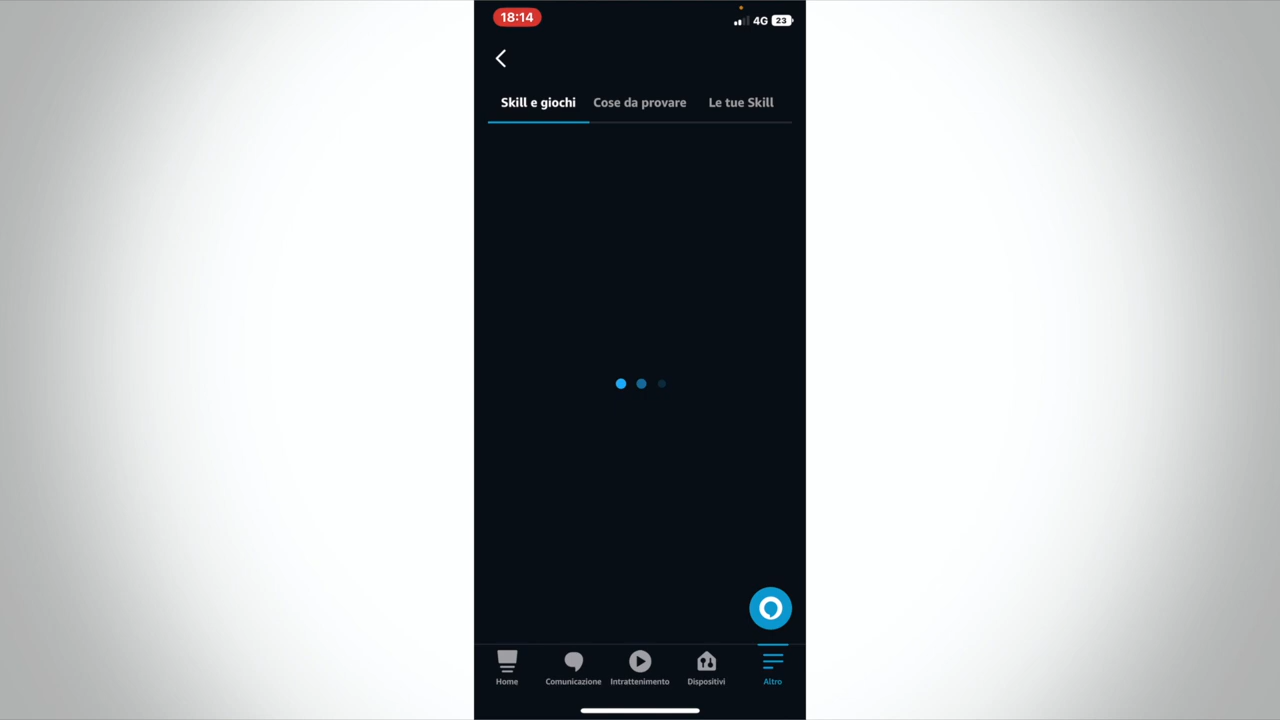 18:14
4G 23
Skill e giochi Cose da provare Le tue Skill
Home Comunicazione Intrattenimento Dispositivi Altro